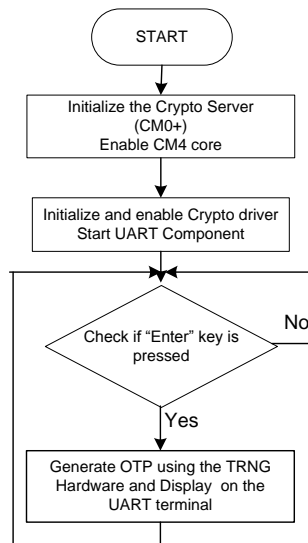 START
Initialize the Crypto Server
(CM0+)
Enable CM4 core
Initialize and enable Crypto driver
Start UART Component
Check if “Enter” key is
pressed
No
Yes
Generate OTP using the TRNG
Hardware and Display on the
UART terminal